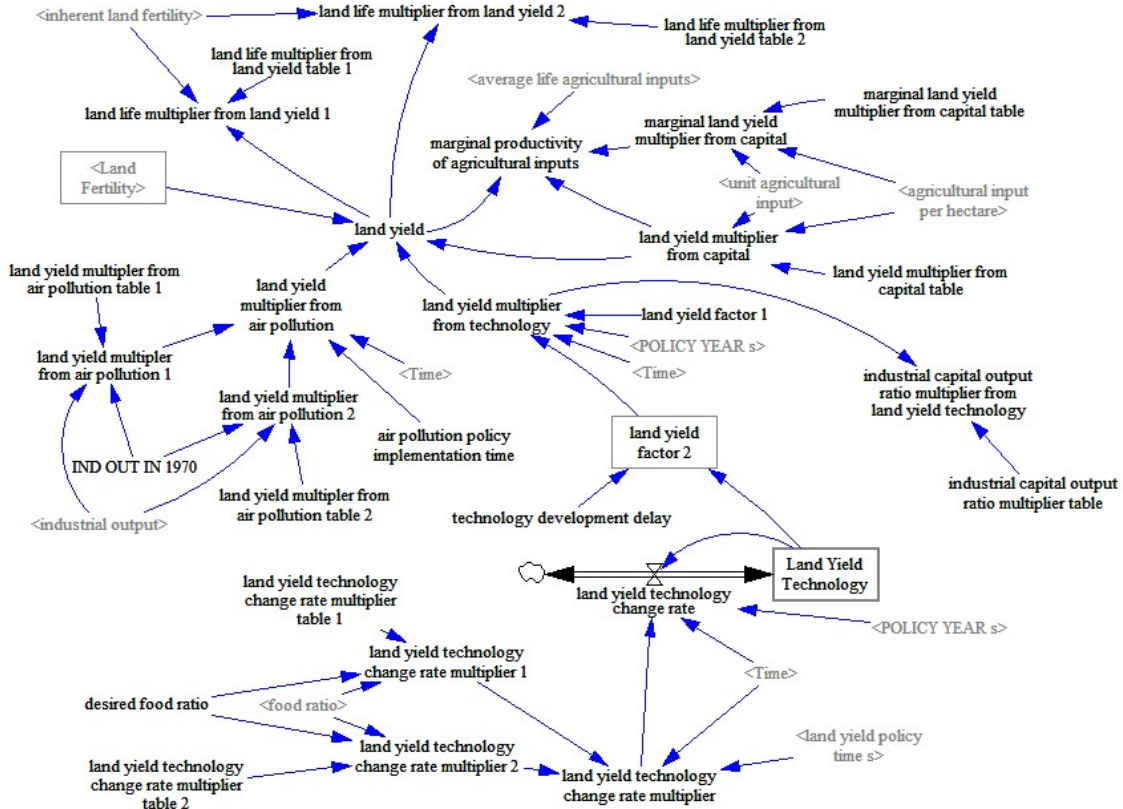 <inherent land fertility>
land life multiplier from land yield 2
land life multiplier from
land yield table 2
land life multiplier from
land yield table 1
land life multiplier from land yield 1
<average life agricultural inputs>
marginal land yield
multiplier from capital table
marginal land yield
multiplier from capital
marginal productivity
of agricultural inputs
<Land
Fertility>
<unit agricultural
input>
<agricultural input
per hectare>
land yield
land yield multiplier
from capital
land yield multiplier from
capital table
land yield multipler from
air pollution table 1
land yield
multiplier from
air pollution
land yield multiplier
from technology
land yield factor 1
<POLICY YEAR s>
<Time>
land yield multipler
from air pollution 1
<Time>
industrial capital output
ratio multiplier from
land yield technology
land yield multipler
from air pollution 2
air pollution policy
implementation time
land yield
factor 2
IND OUT IN 1970
land yield multipler from
air pollution table 2
<industrial output>
technology development delay
industrial capital output
ratio multiplier table
Land Yield
Technology
land yield technology
change rate
land yield technology
change rate multiplier
table 1
<POLICY YEAR s>
land yield technology
change rate multiplier 1
<Time>
desired food ratio
<food ratio>
land yield technology
change rate multiplier 2
<land yield policy
time s>
land yield technology
change rate multiplier
table 2
land yield technology
change rate multiplier